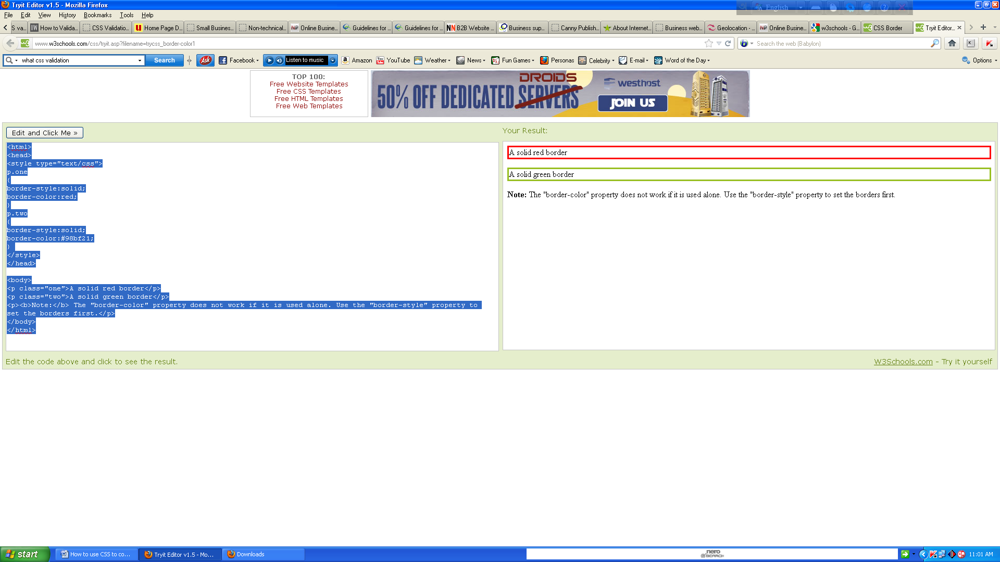 Tryit Editor v1.5 - Mozilla Firefox
English
File Edit View History Bookmarks Tools Help
S va... How to Valida... CSS Validatio... Home Page D... Small Business... Non-technical... Online Busine... Guidelines for ... Guidelines for ... B2B Website ... Business sup... Canny Publish... About Internet... Business web... Geolocation - ... Online Busine... w3schools - G... CSS Border Tryit Editor...
www.w3schools.com/css/tryit.asp?filename=trycss_border-color1 Search the web (Babylon)
what css validation Search Ask Facebook Listen to music Amazon YouTube Weather News Fun Games Personas Celebrity E-mail Word of the Day Options
TOP 100:
Free Website Templates
Free CSS Templates
Free HTML Templates
Free Web Templates
DROIDS
50% OFF DEDICATED SERVERS
westhost
JOIN US
Edit and Click Me »
<html>
<head>
<style type="text/css">
p.one
{
border-style:solid;
border-color:red;
}
p.two
{
border-style:solid;
border-color:#98bf21;
}
</style>
</head>
<body>
<p class="one">A solid red border</p>
<p class="two">A solid green border</p>
<p><b>Note:</b> The "border-color" property does not work if it is used alone. Use the "border-style" property to
set the borders first.</p>
</body>
</html>
Your Result:
A solid red border
A solid green border
Note: The "border-color" property does not work if it is used alone. Use the "border-style" property to set the borders first.
Edit the code above and click to see the result.
W3Schools.com - Try it yourself
start How to use CSS to co... Tryit Editor v1.5 - Mo... Downloads nero SEARCH 11:01 AM